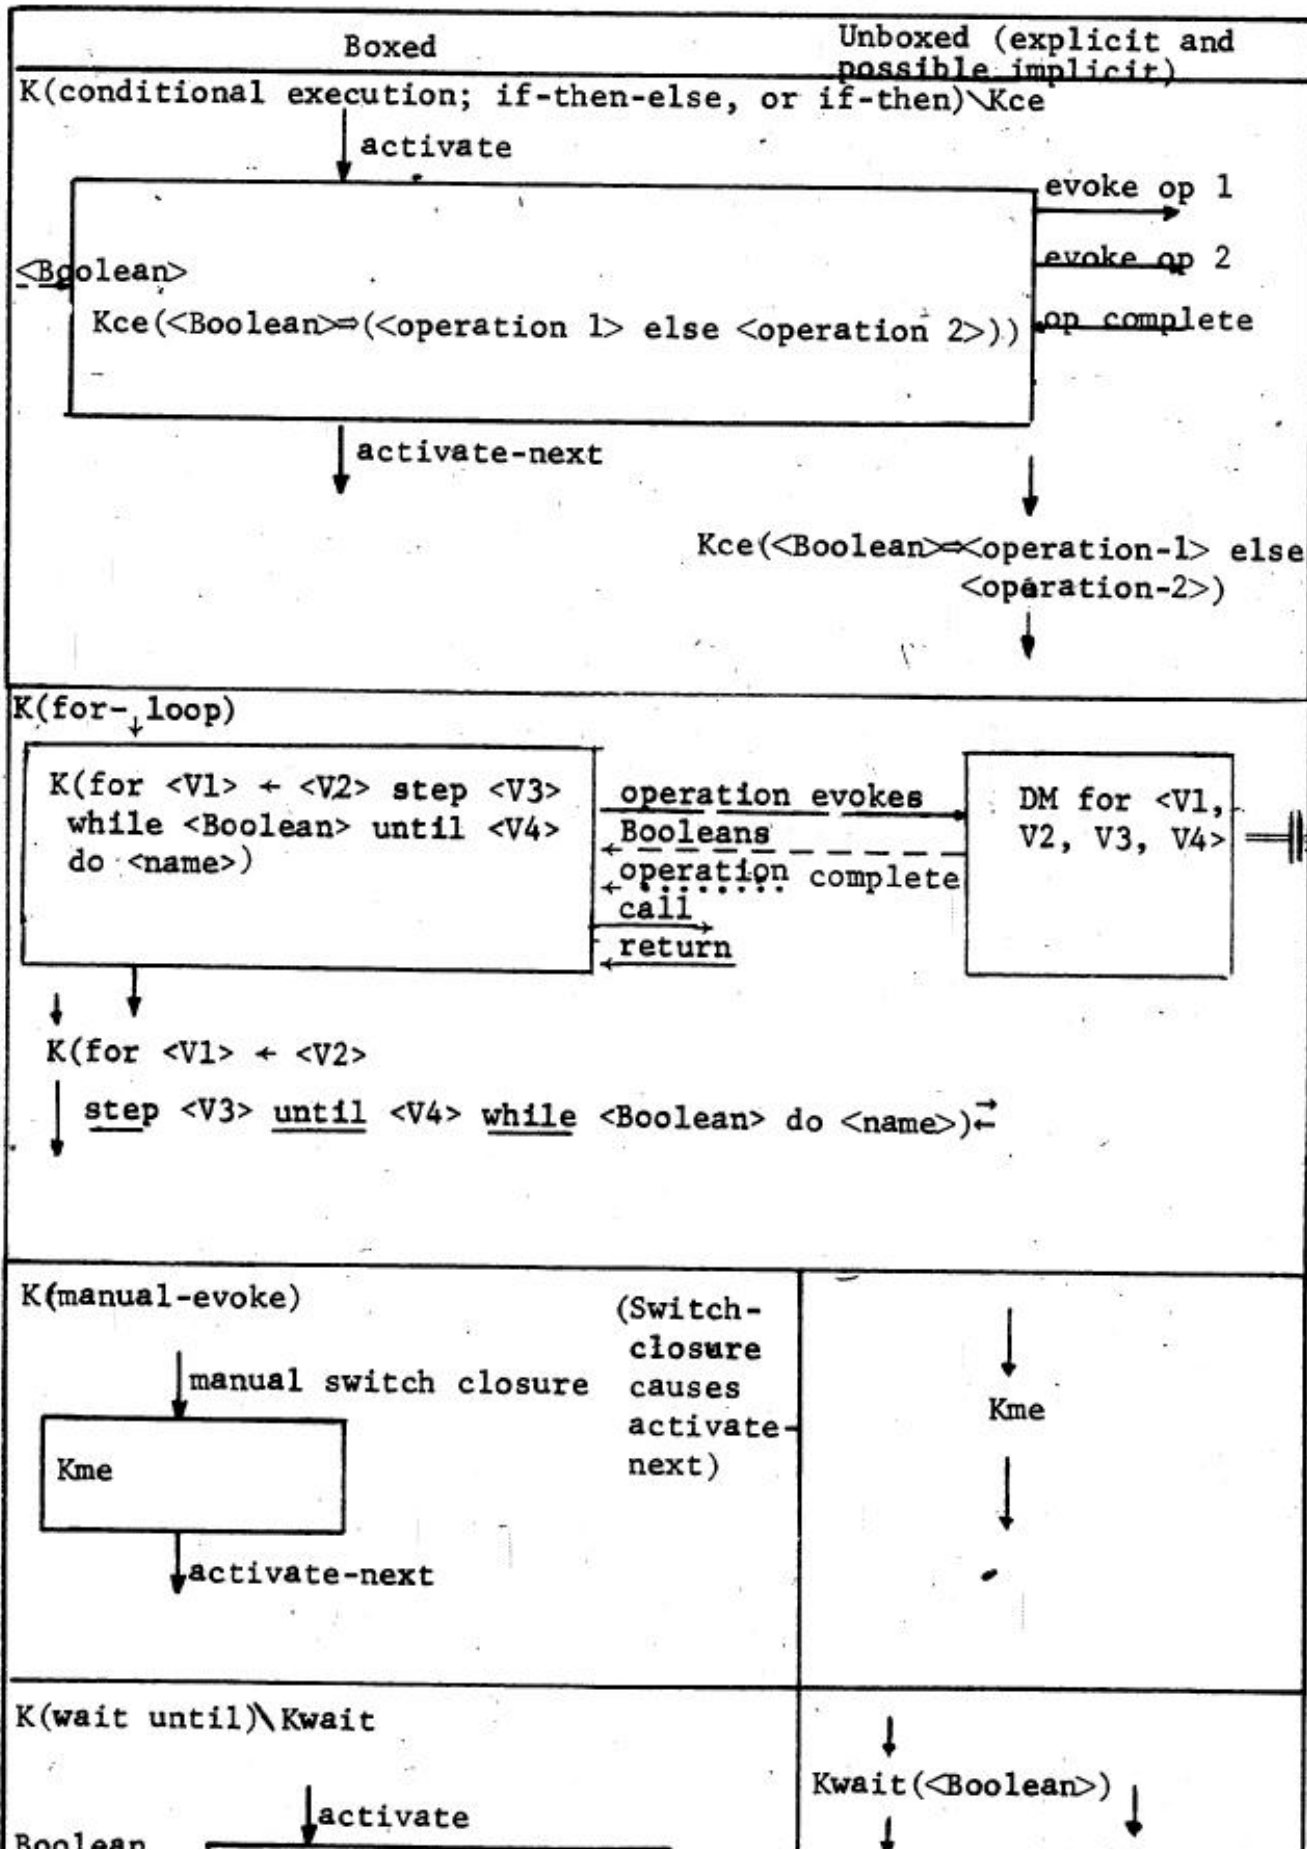 Boxed
Unboxed (explicit and
possible implicit)
K(conditional execution; if-then-else, or if-then)\Kce
activate
evoke op 1
<Boolean>
evoke op 2
Kce(<Boolean>⇒(<operation 1> else <operation 2>))
op complete
activate-next
Kce(<Boolean>⇒<operation-1> else
<operation-2>)
K(for- loop)
K(for <V1> ← <V2> step <V3>
while <Boolean> until <V4>
do <name>)
operation evokes
Booleans
operation complete
call
return
DM for <V1,
V2, V3, V4>
K(for <V1> ← <V2>
step <V3> until <V4> while <Boolean> do <name>)
K(manual-evoke)
manual switch closure
Kme
activate-next
(Switch-
closure
causes
activate-
next)
Kme
K(wait until)\Kwait
activate
Boolean
Kwait(<Boolean>)